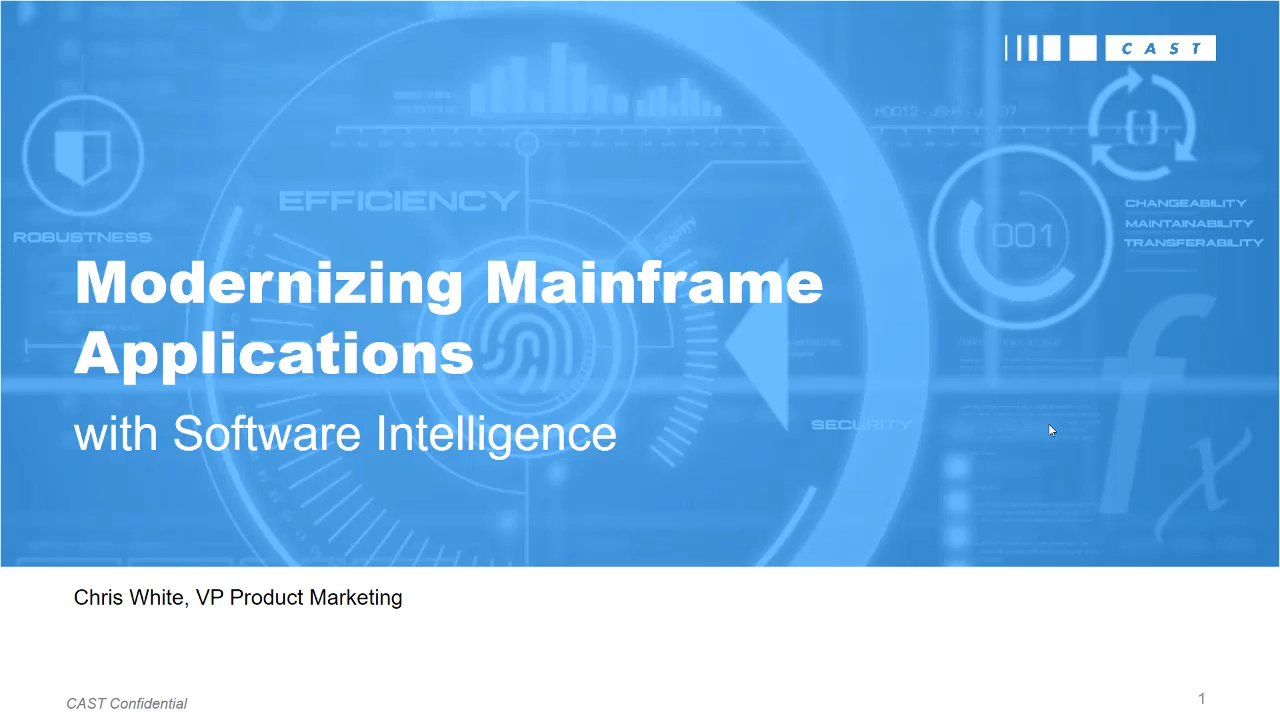 CAST
EFFICIENCY
ROBUSTNESS
001
CHANGEABILITY
MAINTAINABILITY
TRANSFERABILITY
Modernizing Mainframe
Applications
with Software Intelligence
SECURITY
fx
Chris White, VP Product Marketing
CAST Confidential
1